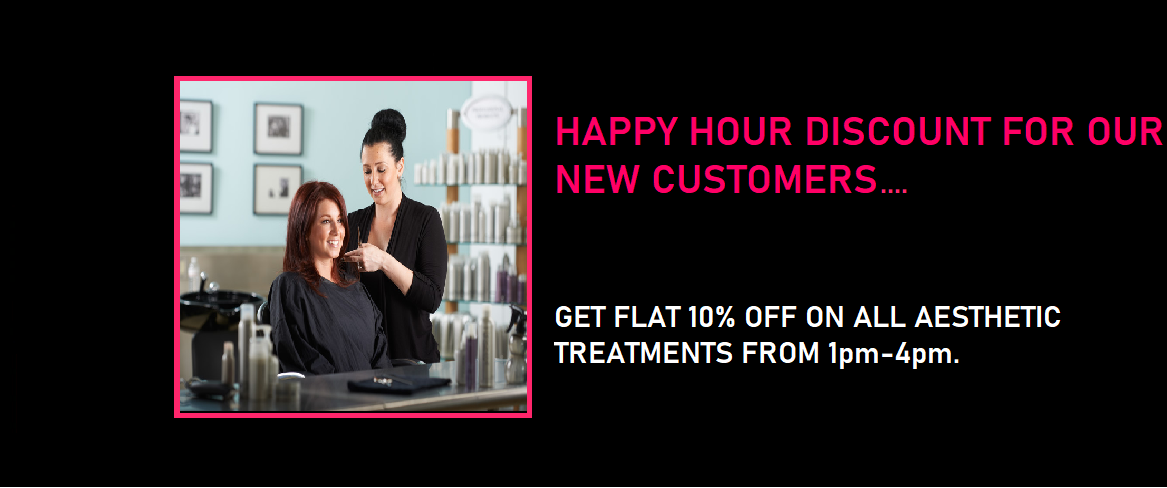 HAPPY HOUR DISCOUNT FOR OUR
NEW CUSTOMERS....
GET FLAT 10% OFF ON ALL AESTHETIC
TREATMENTS FROM 1pm-4pm.